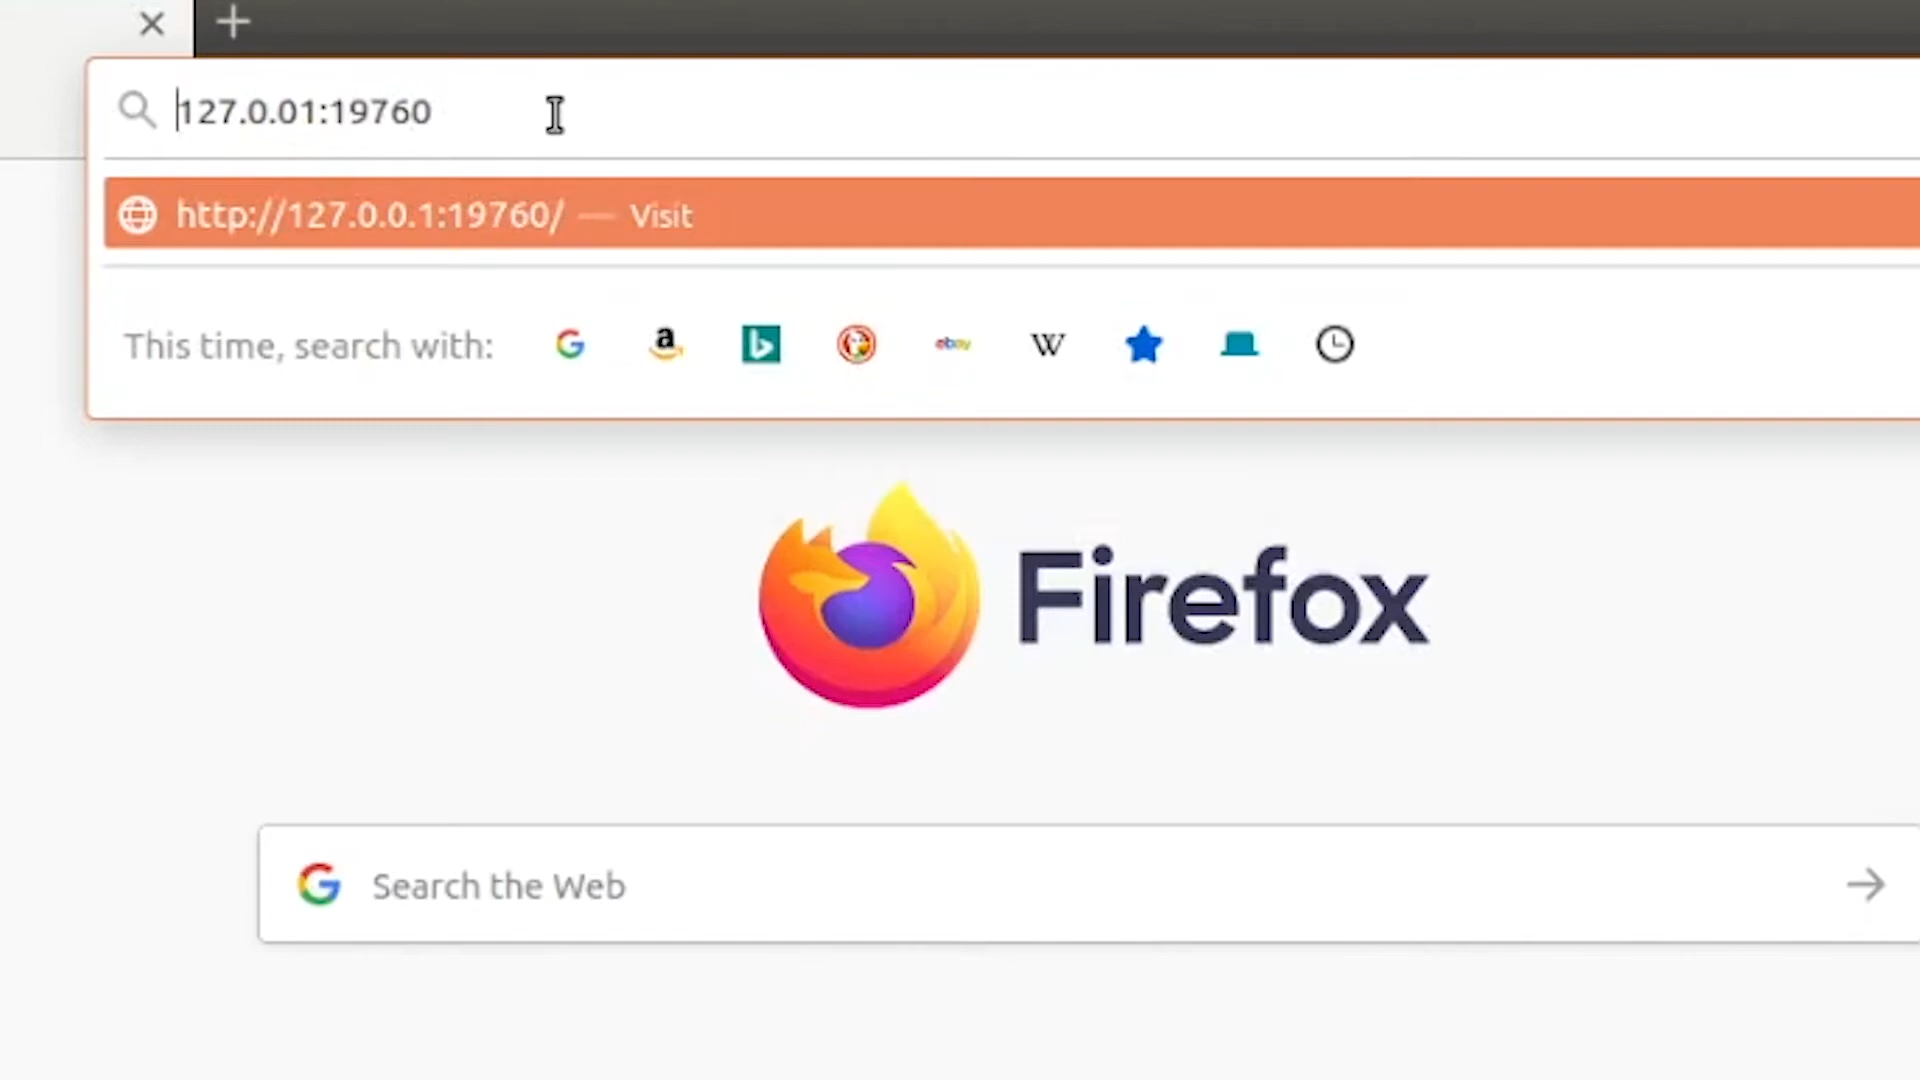 127.0.01:19760
http://127.0.0.1:19760/ — Visit
This time, search with:
a
b
ebay
W
Firefox
G Search the Web